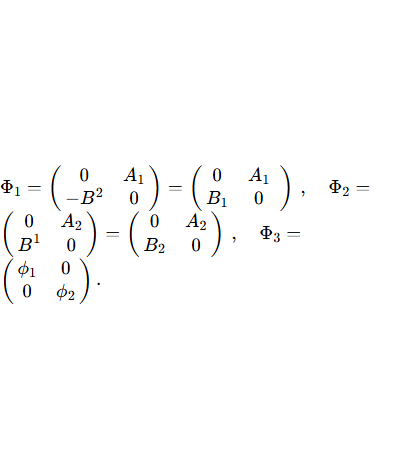 Φ₁ = ( 0 A₁ ; −B² 0 ) = ( 0 A₁ ; B₁ 0 ) , Φ₂ =
( 0 A₂ ; B¹ 0 ) = ( 0 A₂ ; B₂ 0 ) , Φ₃ =
( ϕ₁ 0 ; 0 ϕ₂ ) .